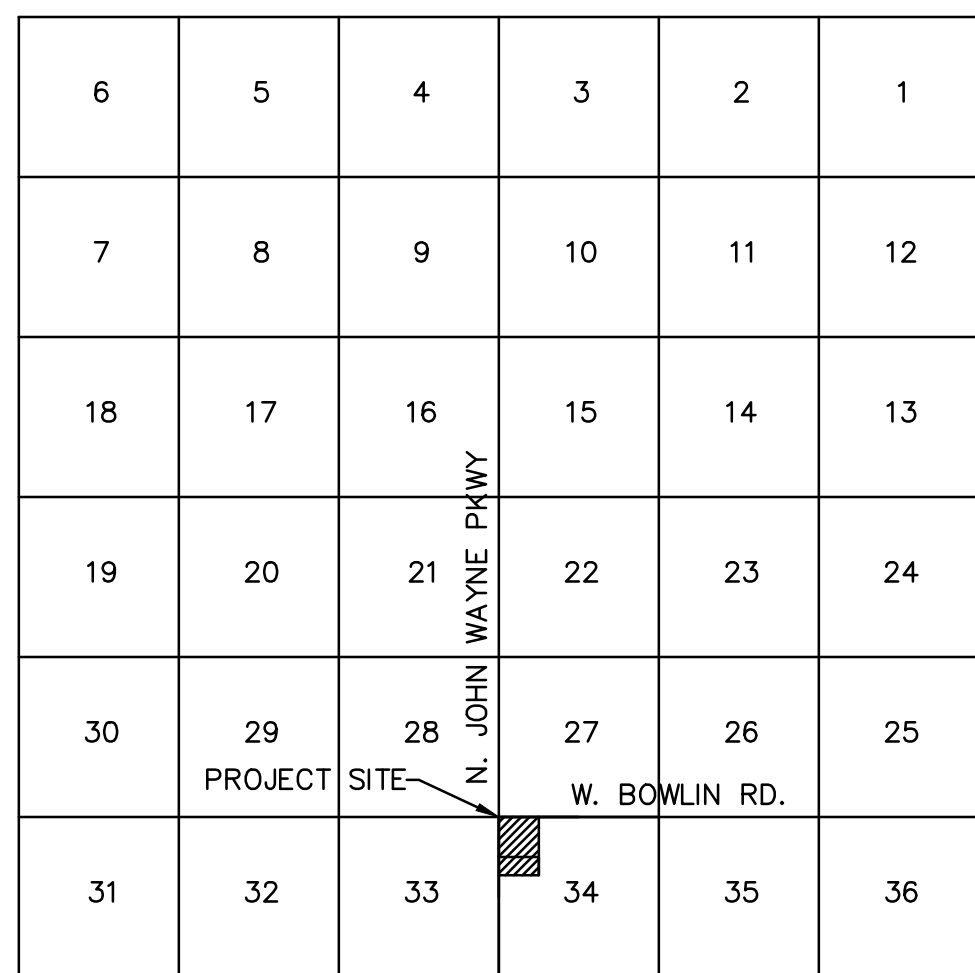 6 5 4 3 2 1
7 8 9 10 11 12
18 17 16 15 14 13
N. JOHN WAYNE PKWY
19 20 21 22 23 24
30 29 28 27 26 25
PROJECT SITE
W. BOWLIN RD.
31 32 33 34 35 36